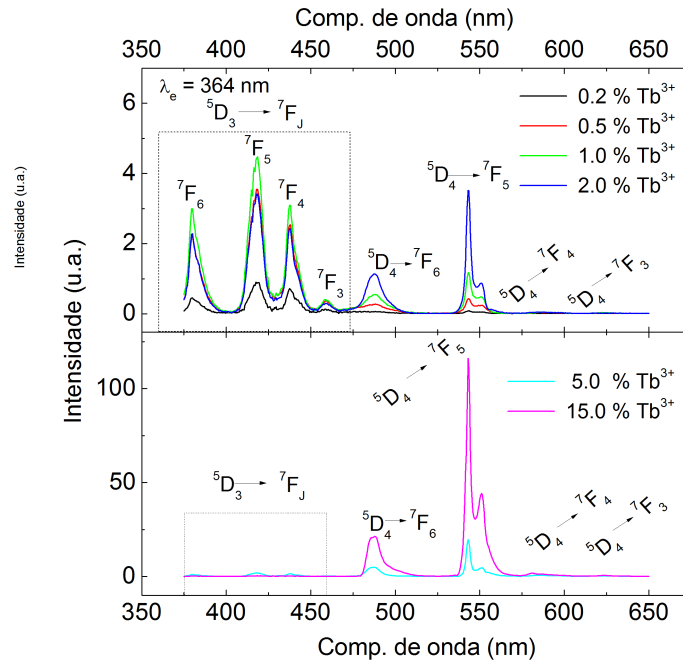 Comp. de onda (nm)
350 400 450 500 550 600 650
λe = 364 nm
⁵D₃ → ⁷F_J
⁷F₆
⁷F₅
⁷F₄
⁷F₃
⁵D₄ → ⁷F₆
⁵D₄ → ⁷F₅
⁵D₄ → ⁷F₄
⁵D₄ → ⁷F₃
0.2 % Tb³⁺
0.5 % Tb³⁺
1.0 % Tb³⁺
2.0 % Tb³⁺
6
4
2
0
Intensidade (u.a.)
Intensidade (u.a.)
100
50
0
⁵D₃ → ⁷F_J
⁵D₄ → ⁷F₆
⁵D₄ → ⁷F₅
⁵D₄ → ⁷F₄
⁵D₄ → ⁷F₃
5.0 % Tb³⁺
15.0 % Tb³⁺
350 400 450 500 550 600 650
Comp. de onda (nm)